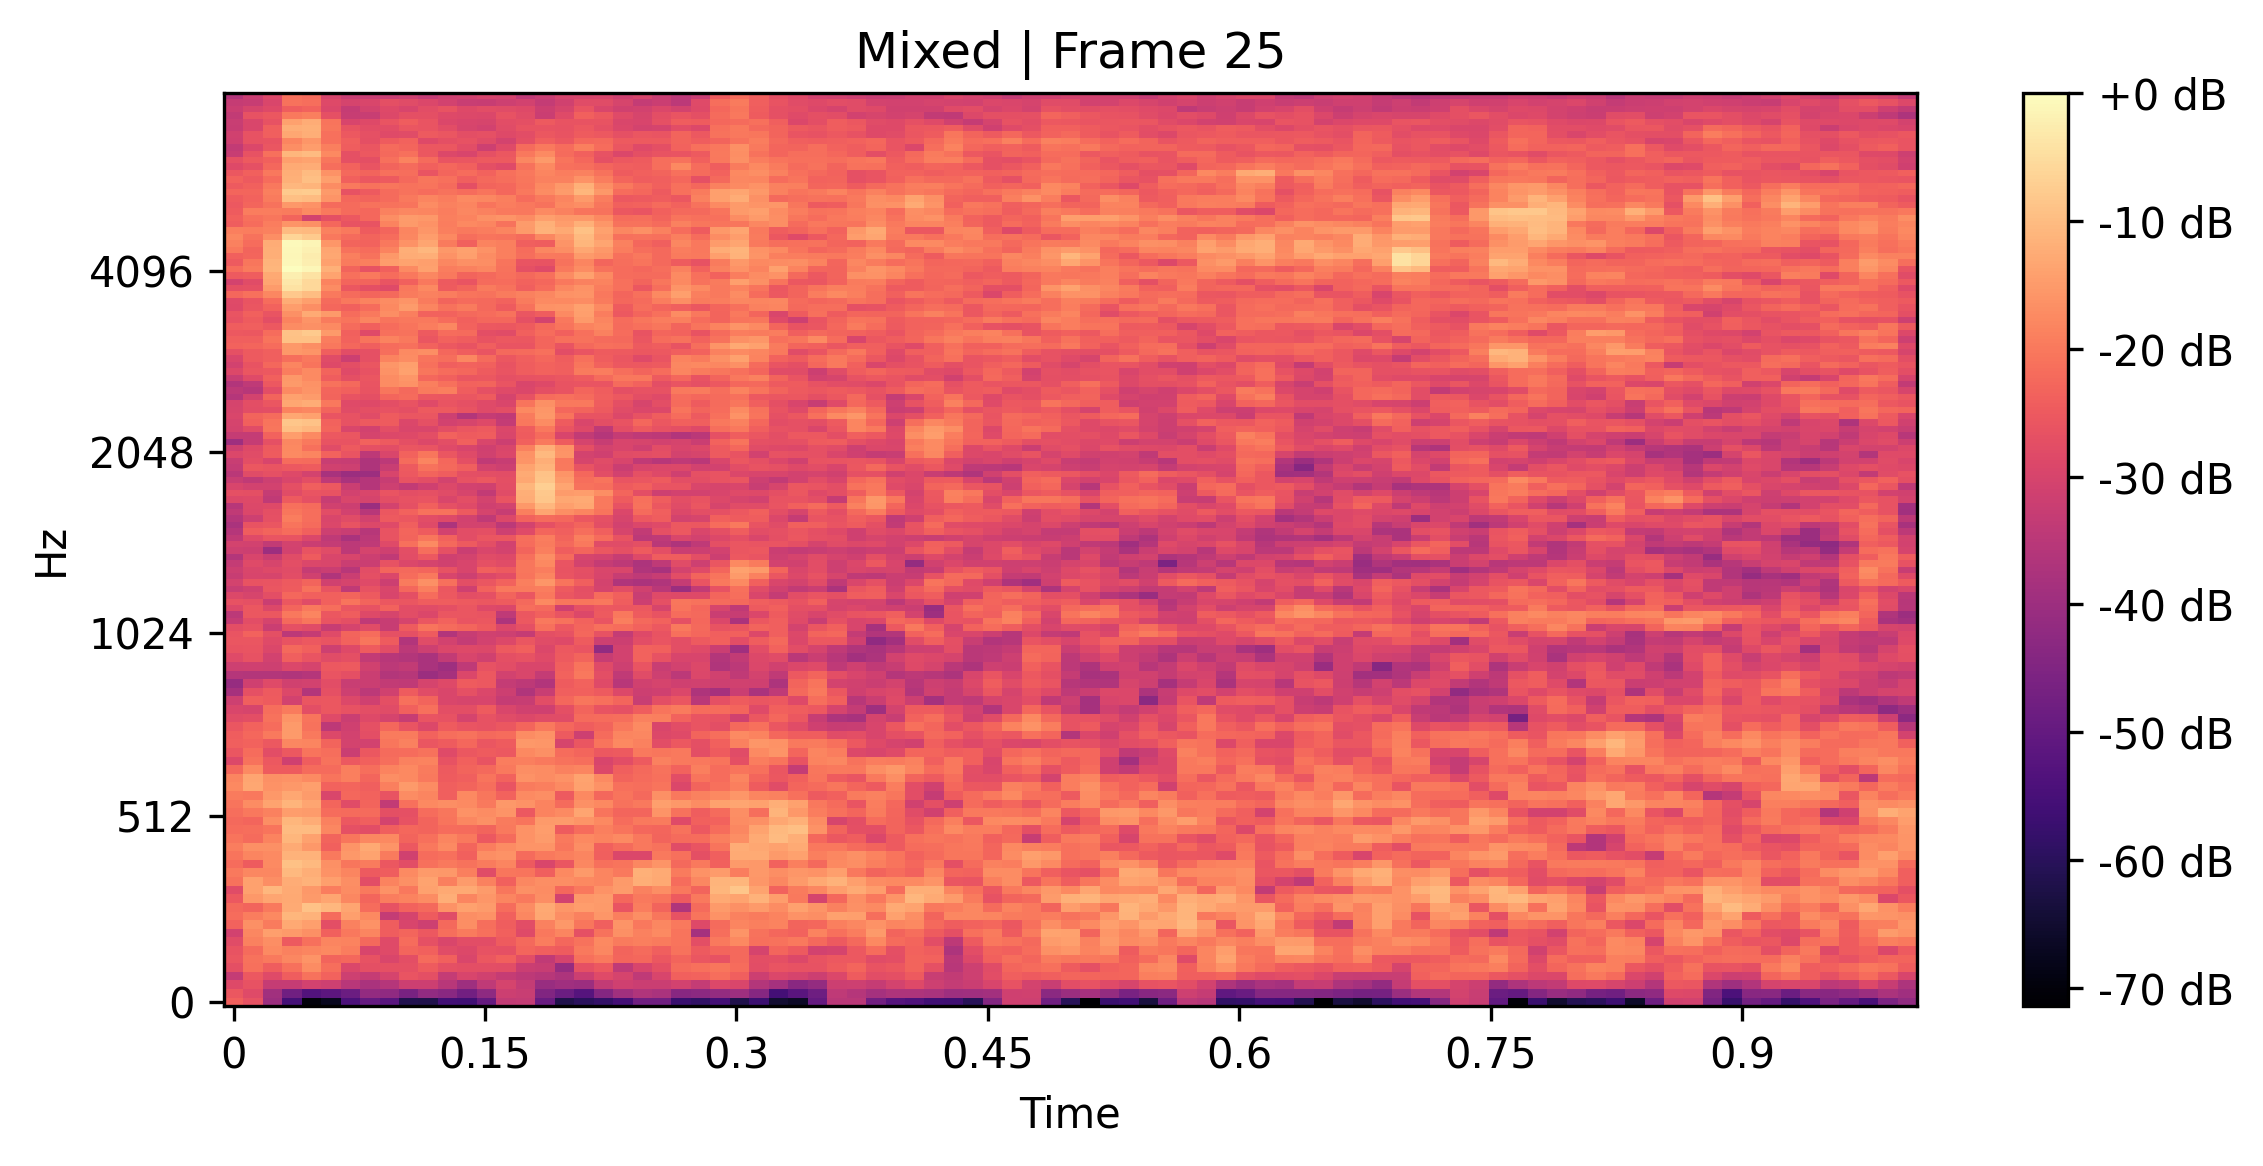 Mixed | Frame 25
Hz
4096
2048
1024
512
0
0 0.15 0.3 0.45 0.6 0.75 0.9
Time
+0 dB
-10 dB
-20 dB
-30 dB
-40 dB
-50 dB
-60 dB
-70 dB